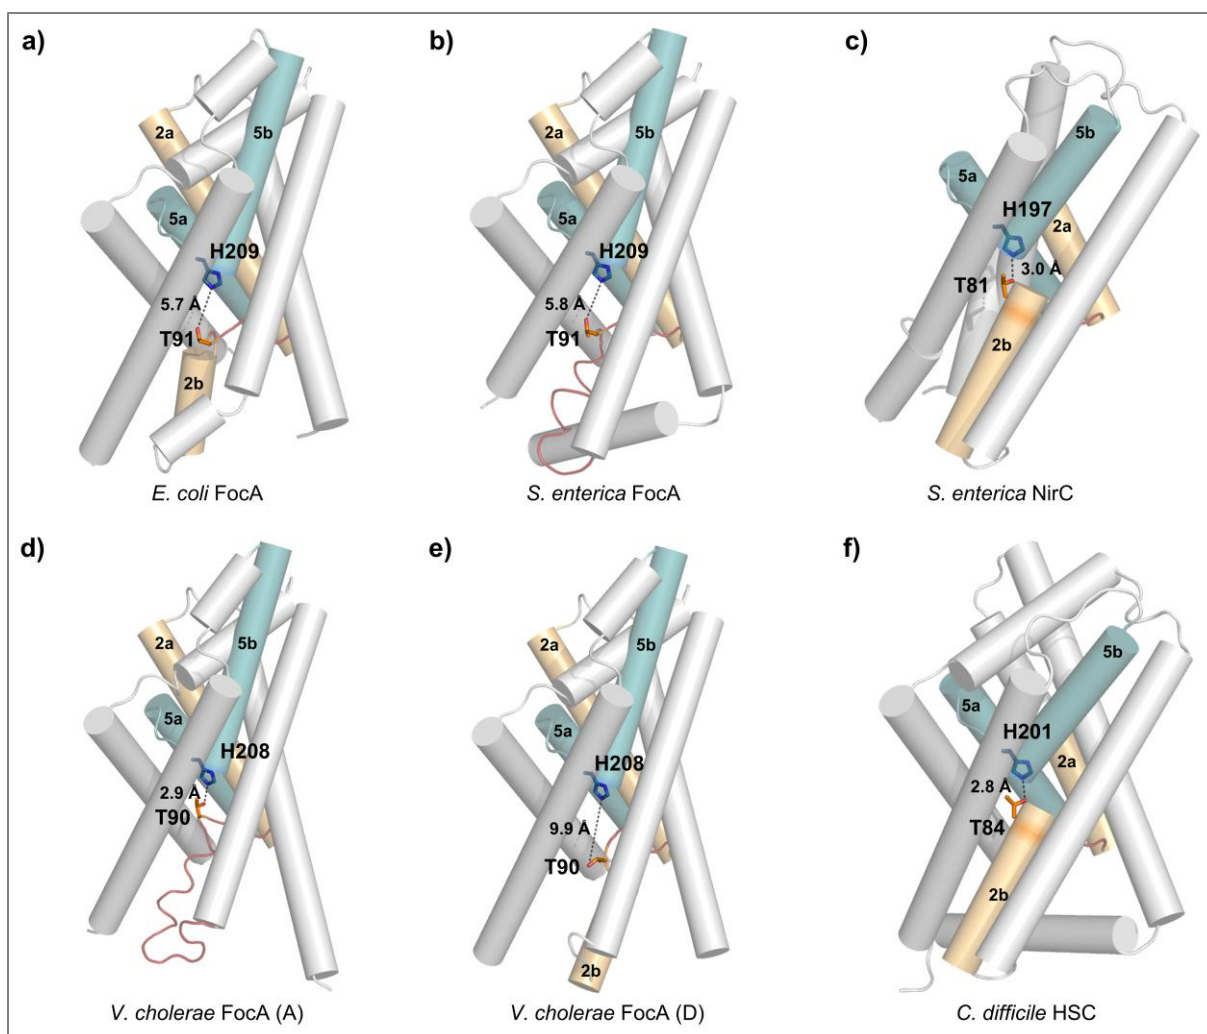 a)
2a
5b
5a
H209
5.7 Å
T91
2b
E. coli FocA
b)
2a
5b
5a
H209
5.8 Å
T91
S. enterica FocA
c)
5b
5a
H197
2a
3.0 Å
T81
2b
S. enterica NirC
d)
2a
5b
5a
H208
2.9 Å
T90
V. cholerae FocA (A)
e)
2a
5b
5a
H208
9.9 Å
T90
2b
V. cholerae FocA (D)
f)
5b
5a
H201
2a
2.8 Å
T84
2b
C. difficile HSC